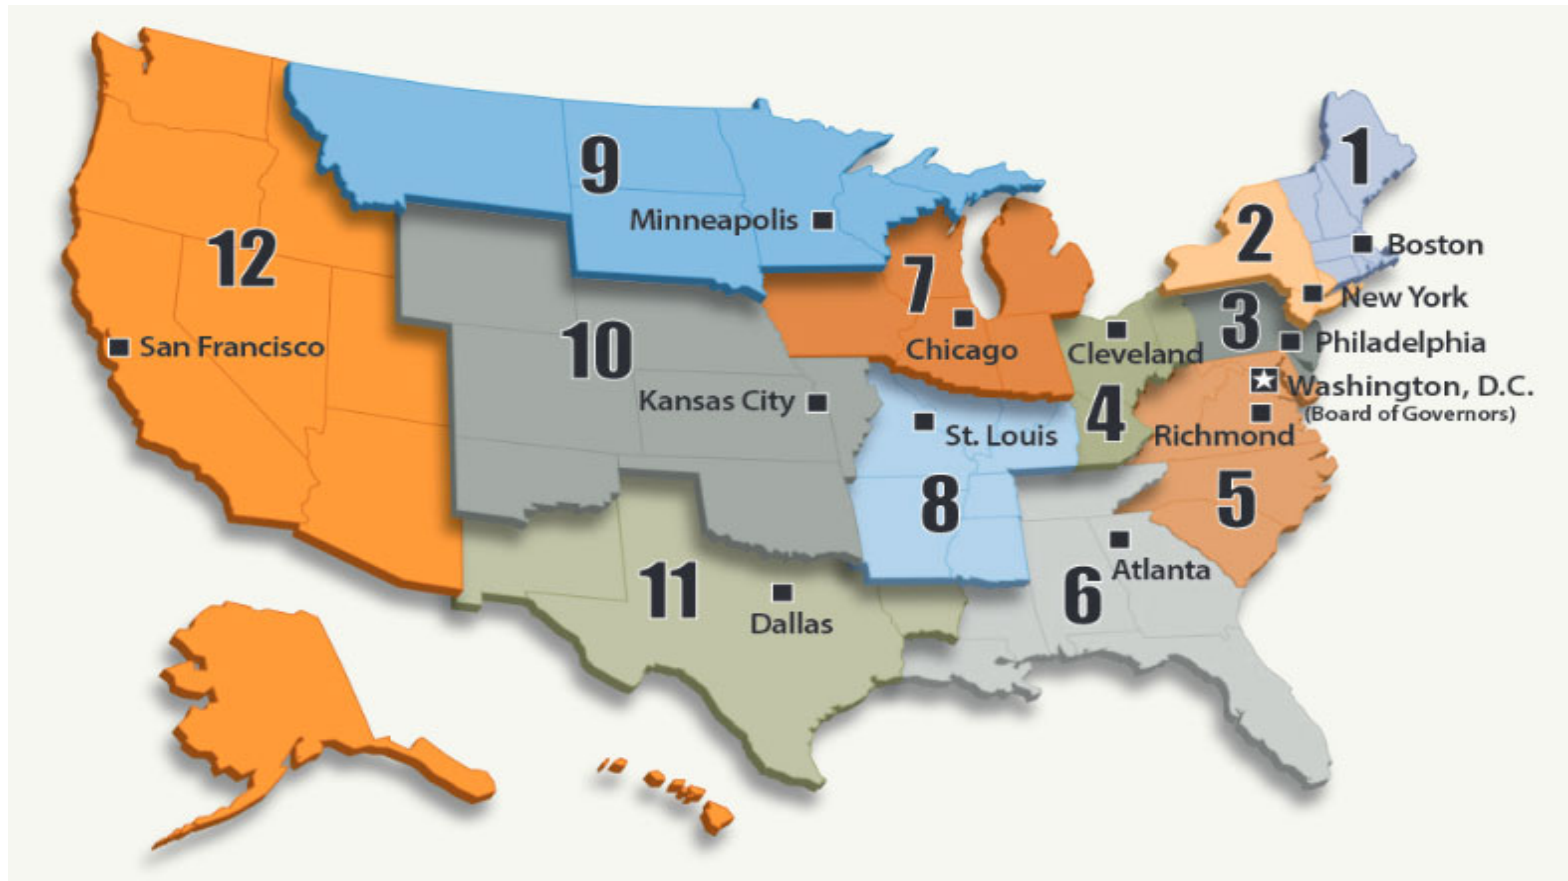 1
9
Minneapolis
2
Boston
12
7
New York
3
San Francisco
10
Chicago
Cleveland
Philadelphia
Washington, D.C.
(Board of Governors)
Kansas City
4
St. Louis
Richmond
8
5
Atlanta
11
6
Dallas